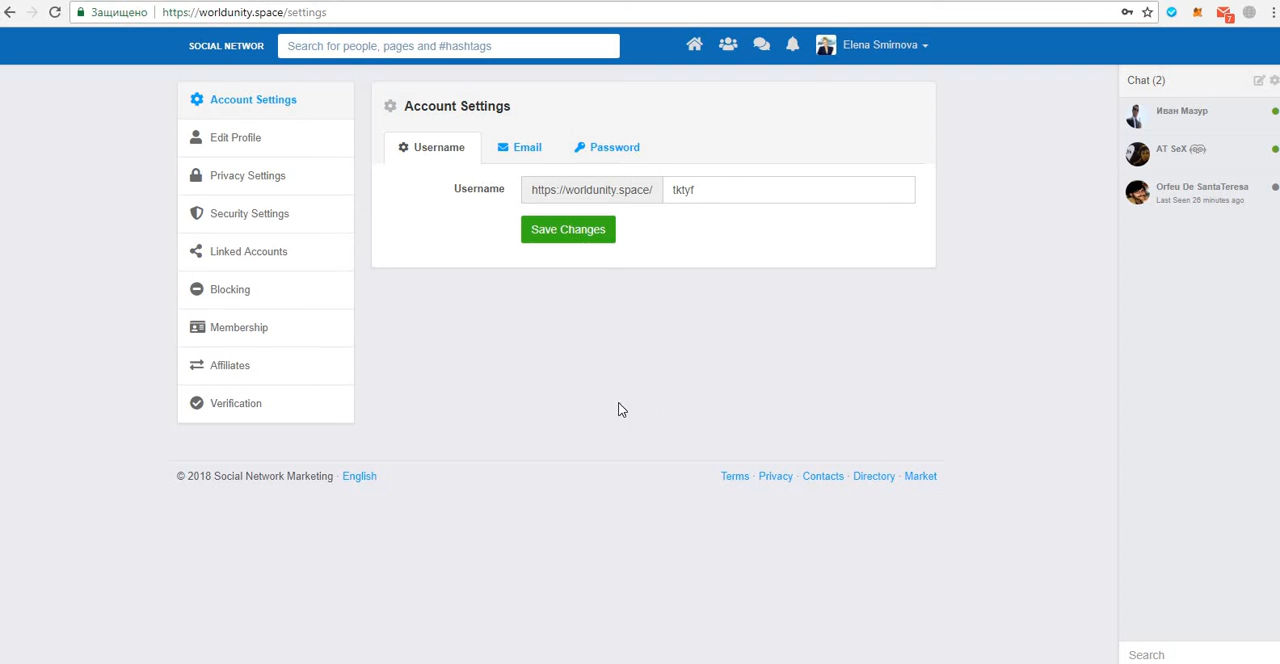 Защищено https://worldunity.space/settings
7
SOCIAL NETWOR
Search for people, pages and #hashtags
Elena Smirnova
Account Settings
Edit Profile
Privacy Settings
Security Settings
Linked Accounts
Blocking
Membership
Affiliates
Verification
Account Settings
Username Email Password
Username https://worldunity.space/ tktyf
Save Changes
Chat (2)
Иван Мазур
AT SeX
Orfeu De SantaTeresa
Last Seen 26 minutes ago
© 2018 Social Network Marketing · English
Terms · Privacy · Contacts · Directory · Market
Search